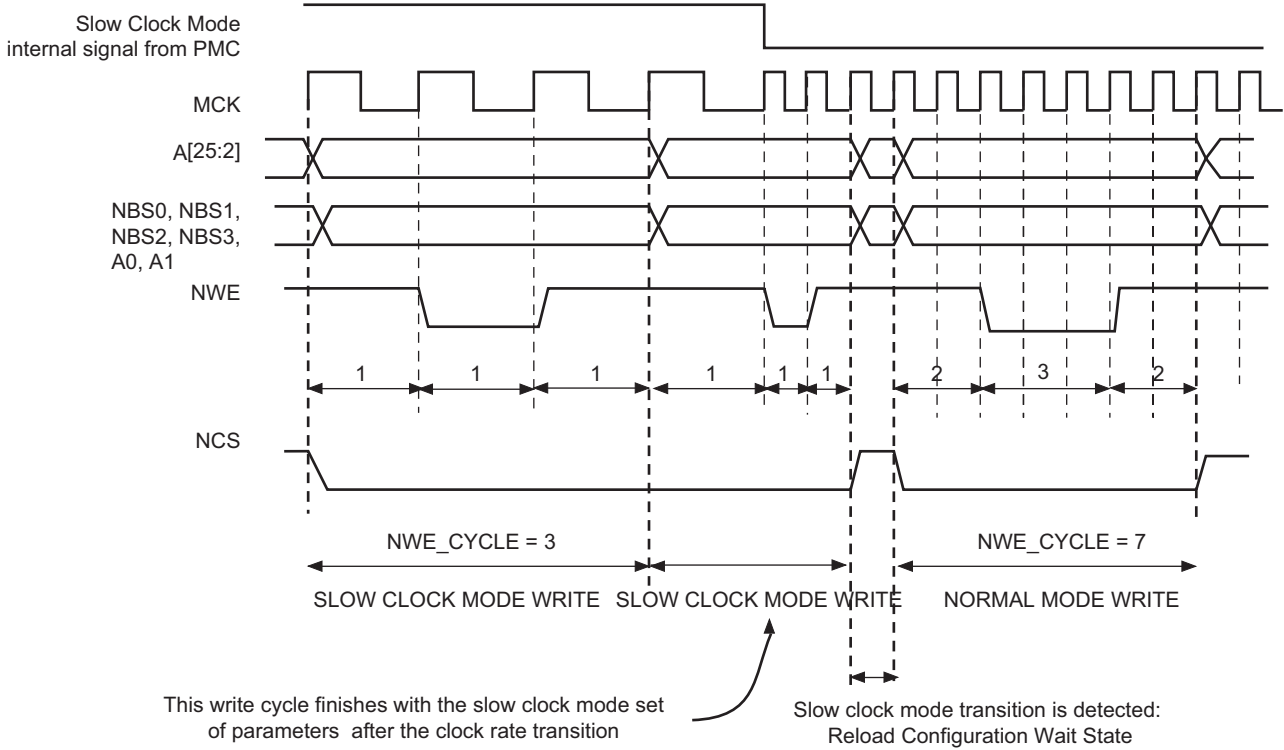 Slow Clock Mode
internal signal from PMC
MCK
A[25:2]
NBS0, NBS1,
NBS2, NBS3,
A0, A1
NWE
1 1 1 1 1 1 2 3 2
NCS
NWE_CYCLE = 3 NWE_CYCLE = 7
SLOW CLOCK MODE WRITE SLOW CLOCK MODE WRITE NORMAL MODE WRITE
This write cycle finishes with the slow clock mode set
of parameters after the clock rate transition
Slow clock mode transition is detected:
Reload Configuration Wait State